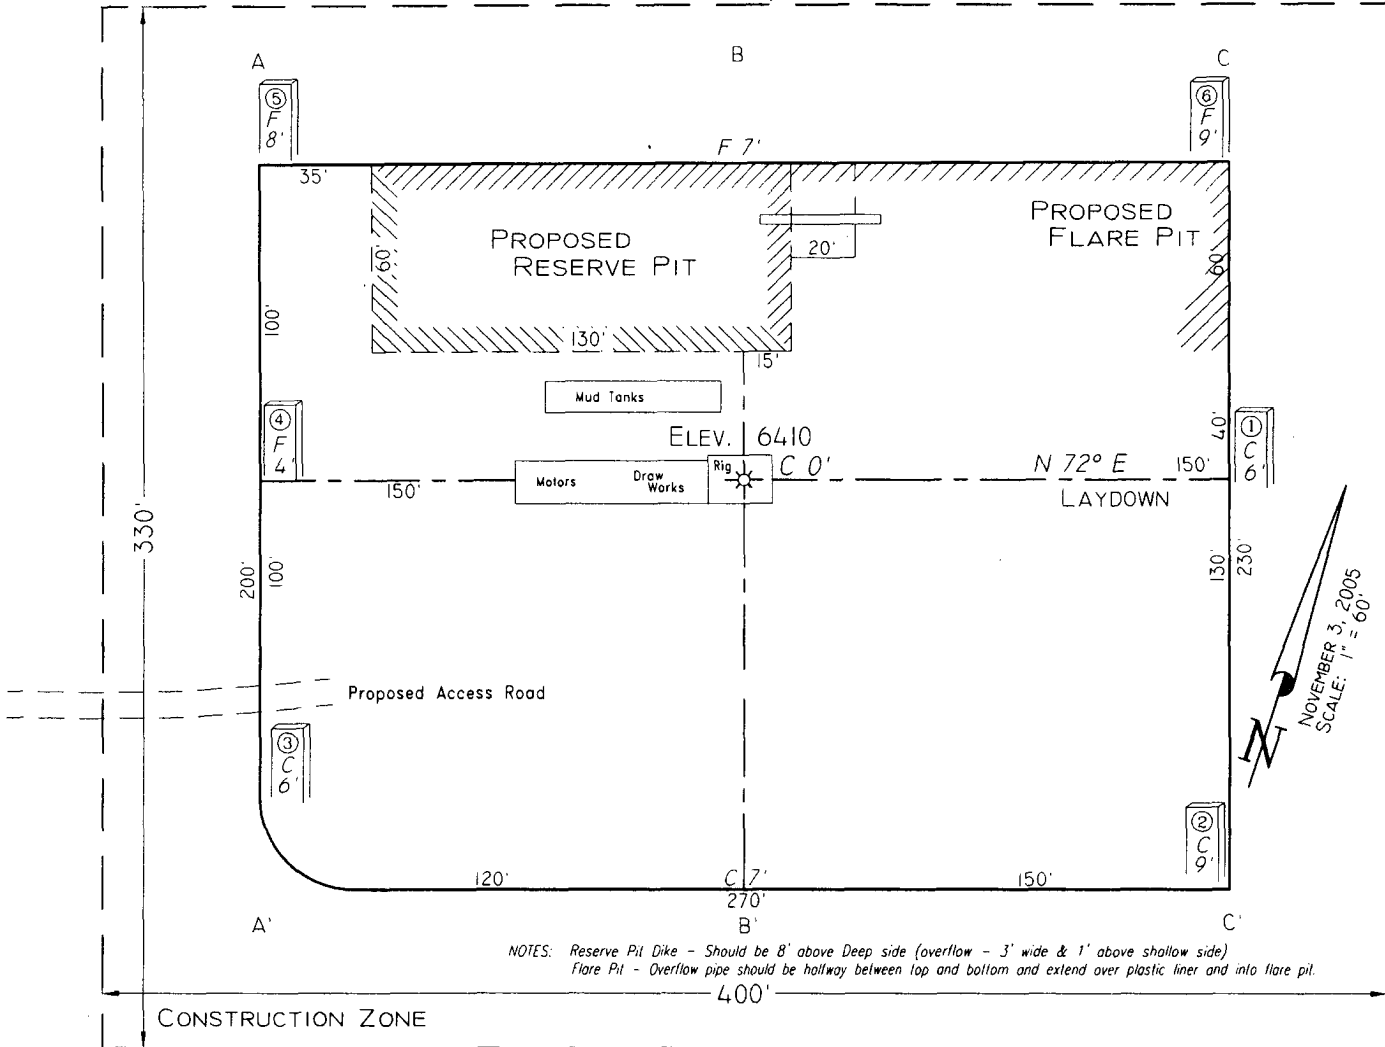 A
B
C
⑤
F
8'
⑥
F
9'
F 7'
35'
PROPOSED
RESERVE PIT
PROPOSED
FLARE PIT
20'
60'
60'
100'
130'
15'
Mud Tanks
④
F
4'
ELEV. 6410
40'
①
C
6'
Motors
Draw
Works
Rig
C 0'
N 72° E
150'
150'
LAYDOWN
330'
200'
100'
130'
230'
NOVEMBER 3, 2005
SCALE: 1" = 60'
N
Proposed Access Road
③
C
6'
②
C
9'
120'
C 7'
150'
270'
A'
B'
C'
NOTES: Reserve Pit Dike - Should be 8' above Deep side (overflow - 3' wide & 1' above shallow side)
Flare Pit - Overflow pipe should be halfway between top and bottom and extend over plastic liner and into flare pit.
400'
CONSTRUCTION ZONE